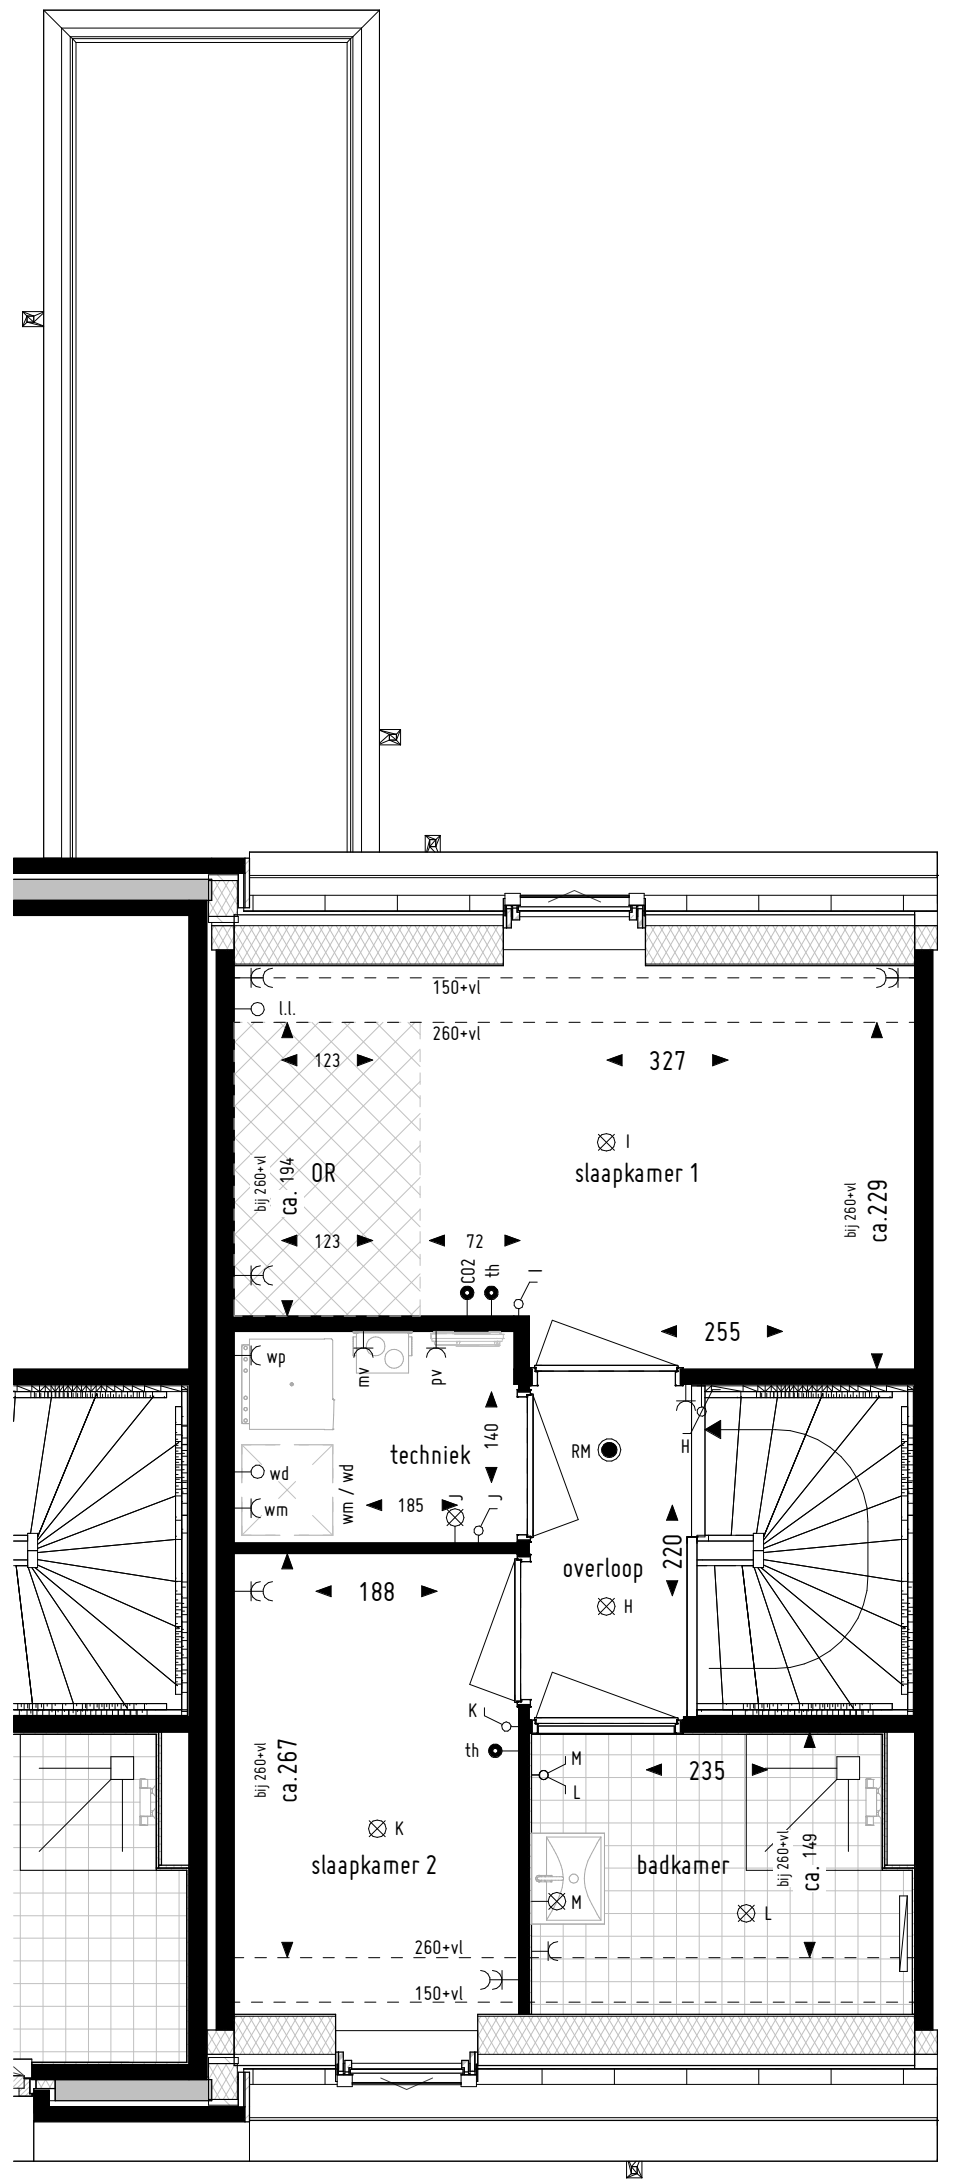 150+vl
l.l.
260+vl
123
327
I
OR
slaapkamer 1
bij 260+vl
ca. 194
bij 260+vl
ca.229
123
72
CO2
th
I
255
wp
mv
pv
techniek
140
RM
H
wd
wm
wm / wd
185
J
J
220
overloop
188
H
K
th
M
235
L
bij 260+vl
ca.267
K
bij 260+vl
ca. 149
slaapkamer 2
badkamer
M
L
260+vl
150+vl